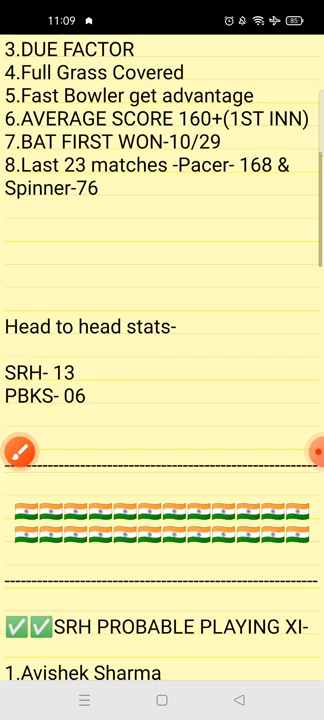 11:09
85
3.DUE FACTOR
4.Full Grass Covered
5.Fast Bowler get advantage
6.AVERAGE SCORE 160+(1ST INN)
7.BAT FIRST WON-10/29
8.Last 23 matches -Pacer- 168 &
Spinner-76
Head to head stats-
SRH- 13
PBKS- 06
--------------------------------------------------------
🇮🇳🇮🇳🇮🇳🇮🇳🇮🇳🇮🇳🇮🇳🇮🇳🇮🇳🇮🇳🇮🇳🇮🇳
🇮🇳🇮🇳🇮🇳🇮🇳🇮🇳🇮🇳🇮🇳🇮🇳🇮🇳🇮🇳🇮🇳🇮🇳
--------------------------------------------------------
✅✅SRH PROBABLE PLAYING XI-
1.Avishek Sharma